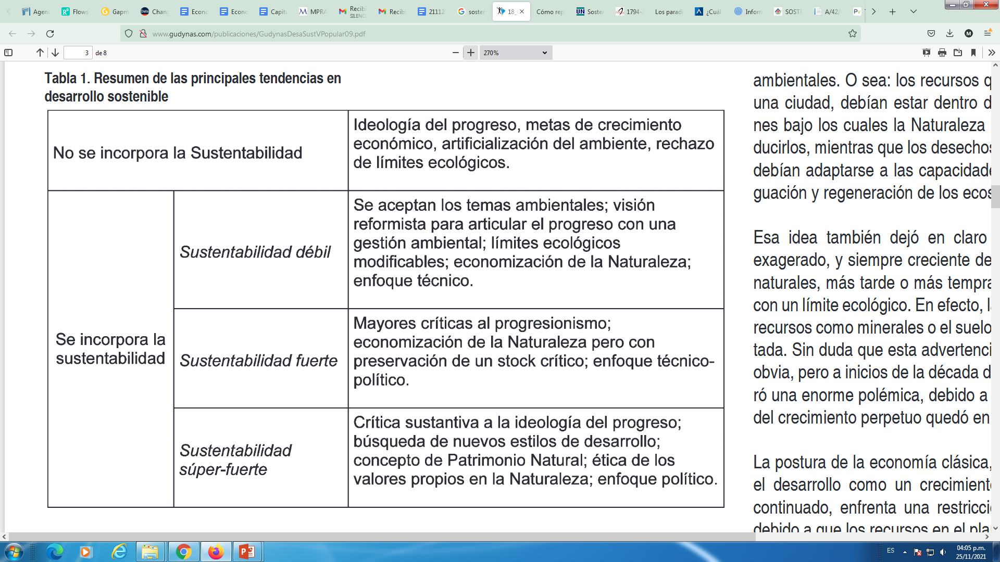 Agenc
Flows
Gapm
Chang
Econo
Econo
Capitu
MPRA
Recibi
SILENC
Recibi
21112
sosten
18_
Cómo rep
Soster
1794-
Los parad
¿Cuál
Inforr
SOSTE
A/42/
www.gudynas.com/publicaciones/GudynasDesaSustVPopular09.pdf
3 de 8
270%
Tabla 1. Resumen de las principales tendencias en
desarrollo sostenible
No se incorpora la Sustentabilidad
Ideología del progreso, metas de crecimiento
económico, artificialización del ambiente, rechazo
de límites ecológicos.
Se incorpora la
sustentabilidad
Sustentabilidad débil
Se aceptan los temas ambientales; visión
reformista para articular el progreso con una
gestión ambiental; límites ecológicos
modificables; economización de la Naturaleza;
enfoque técnico.
Sustentabilidad fuerte
Mayores críticas al progresionismo;
economización de la Naturaleza pero con
preservación de un stock crítico; enfoque técnico-
político.
Sustentabilidad
súper-fuerte
Crítica sustantiva a la ideología del progreso;
búsqueda de nuevos estilos de desarrollo;
concepto de Patrimonio Natural; ética de los
valores propios en la Naturaleza; enfoque político.
ambientales. O sea: los recursos q
una ciudad, debían estar dentro d
nes bajo los cuales la Naturaleza
ducirlos, mientras que los desechos
debían adaptarse a las capacidade
guación y regeneración de los ecos
Esa idea también dejó en claro
exagerado, y siempre creciente de
naturales, más tarde o más tempra
con un límite ecológico. En efecto, l
recursos como minerales o el suelo
tada. Sin duda que esta advertenci
obvia, pero a inicios de la década d
ró una enorme polémica, debido a
del crecimiento perpetuo quedó en
La postura de la economía clásica,
el desarrollo como un crecimient
continuado, enfrenta una restricci
debido a que los recursos en el pla
ES
04:05 p.m.
25/11/2021